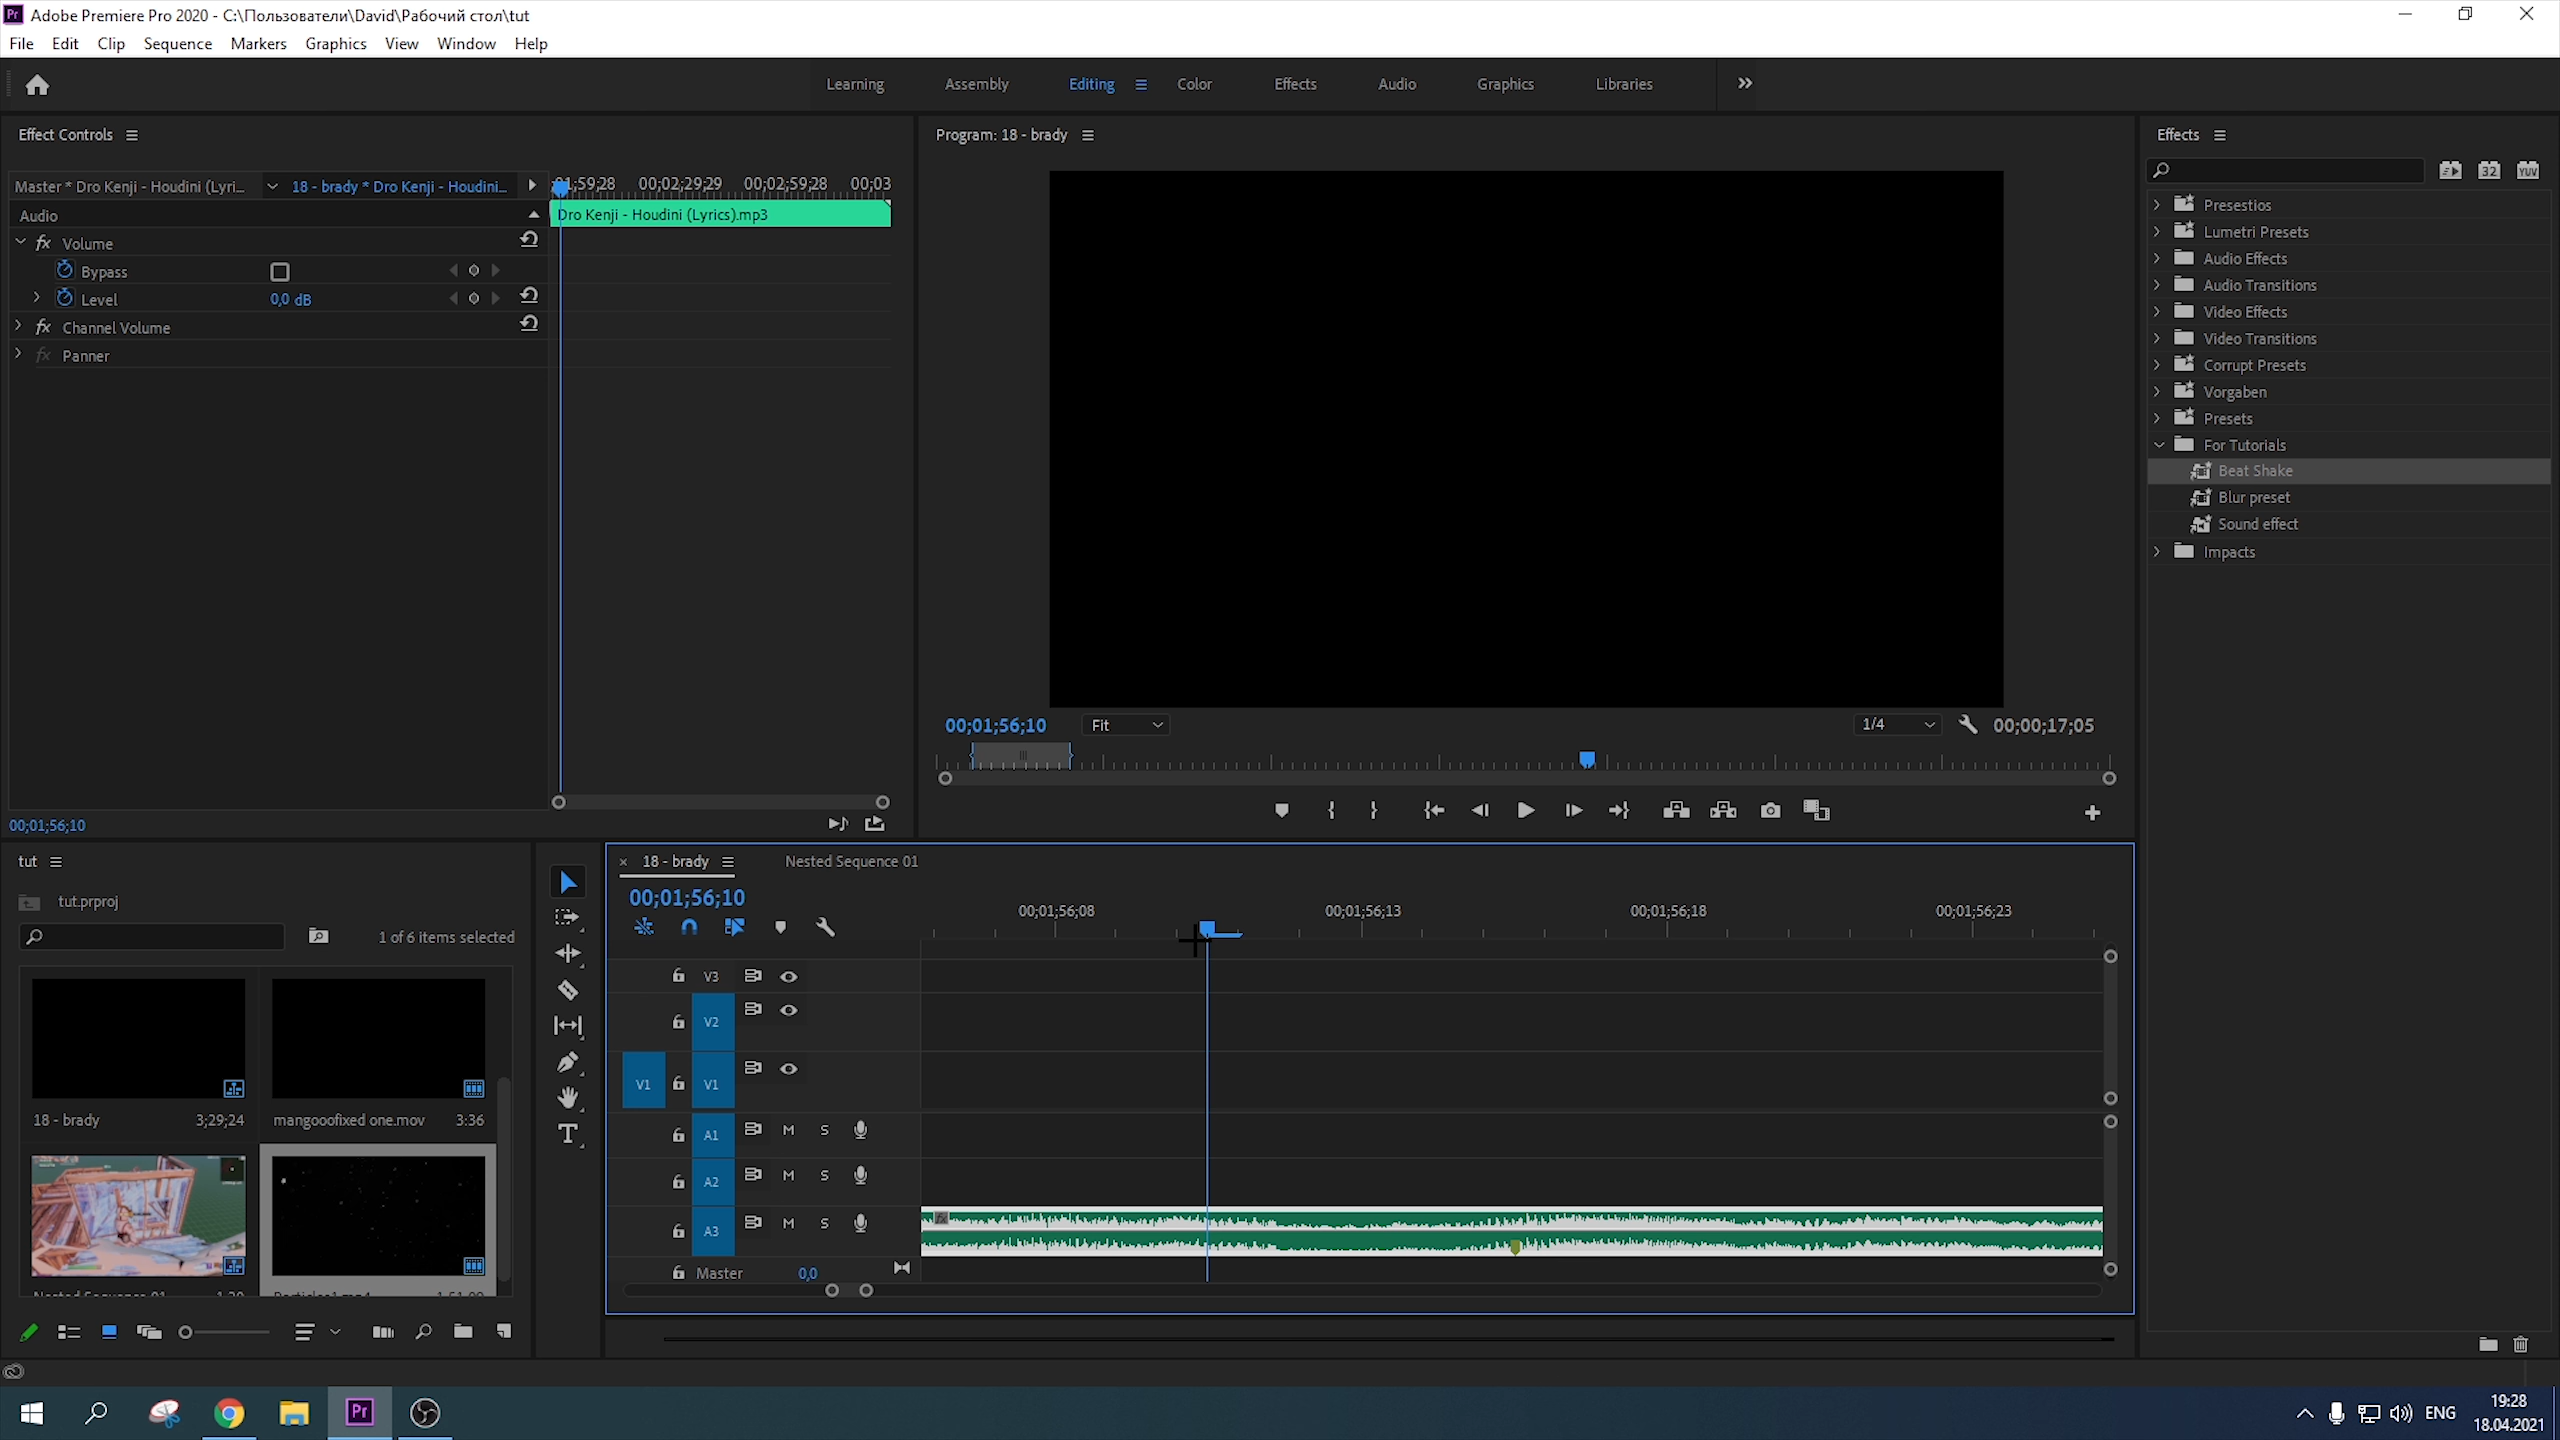 Adobe Premiere Pro 2020 - C:\Пользователи\David\Рабочий стол\tut
File Edit Clip Sequence Markers Graphics View Window Help
Learning Assembly Editing Color Effects Audio Graphics Libraries
Effect Controls
Master * Dro Kenji - Houdini (Lyri... 18 - brady * Dro Kenji - Houdini...
00;02;29;29 00;02;59;28 00;03
Audio
Dro Kenji - Houdini (Lyrics).mp3
fx Volume
Bypass
Level 0,0 dB
fx Channel Volume
fx Panner
00;01;56;10
Program: 18 - brady
00;01;56;10 Fit 1/4 00;00;17;05
Effects
32 YUV
Presestios
Lumetri Presets
Audio Effects
Audio Transitions
Video Effects
Video Transitions
Corrupt Presets
Vorgaben
Presets
For Tutorials
Beat Shake
Blur preset
Sound effect
Impacts
tut
tut.prproj
1 of 6 items selected
18 - brady 3;29;24
mangooofixed one.mov 3:36
18 - brady Nested Sequence 01
00;01;56;10
00;01;56;08 00;01;56;13 00;01;56;18 00;01;56;23
V3
V2
V1 V1
A1 M S
A2 M S
A3 M S
fx
Master 0,0
Pr
ENG
19:28
18.04.2021